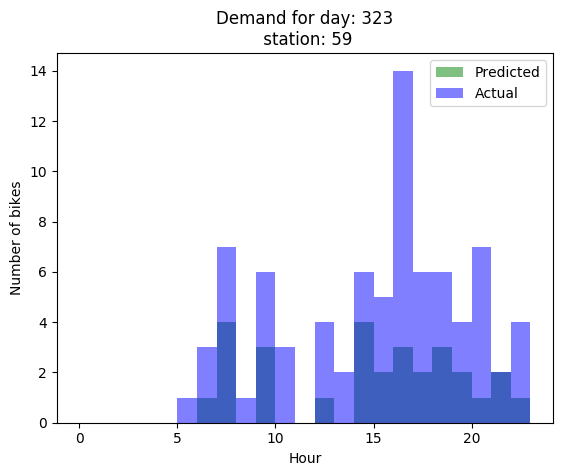 Demand for day: 323
station: 59
Predicted
Actual
Number of bikes
14
12
10
8
6
4
2
0
0 5 10 15 20
Hour